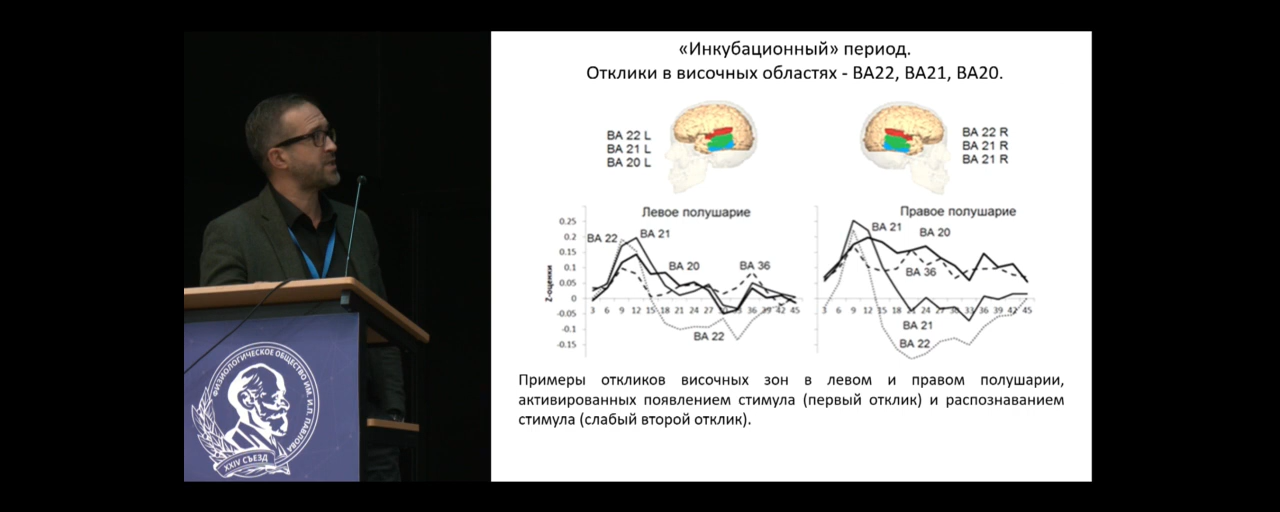 «Инкубационный» период.
Отклики в височных областях - BA22, BA21, BA20.
BA 22 L
BA 21 L
BA 20 L
BA 22 R
BA 21 R
BA 21 R
Левое полушарие
Z-оценки
0.25
0.2
0.15
0.1
0.05
0
-0.05
-0.1
-0.15
BA 22
BA 21
BA 20
BA 36
BA 22
3 6 9 12 15 18 21 24 27 30 33 36 39 42 45
Правое полушарие
BA 21
BA 20
BA 36
BA 21
BA 22
3 6 9 12 15 18 21 24 27 30 33 36 39 42 45
Примеры откликов височных зон в левом и правом полушарии,
активированных появлением стимула (первый отклик) и распознаванием
стимула (слабый второй отклик).
ФИЗИОЛОГИЧЕСКОЕ ОБЩЕСТВО ИМ. И.П. ПАВЛОВА
XXIV СЪЕЗД